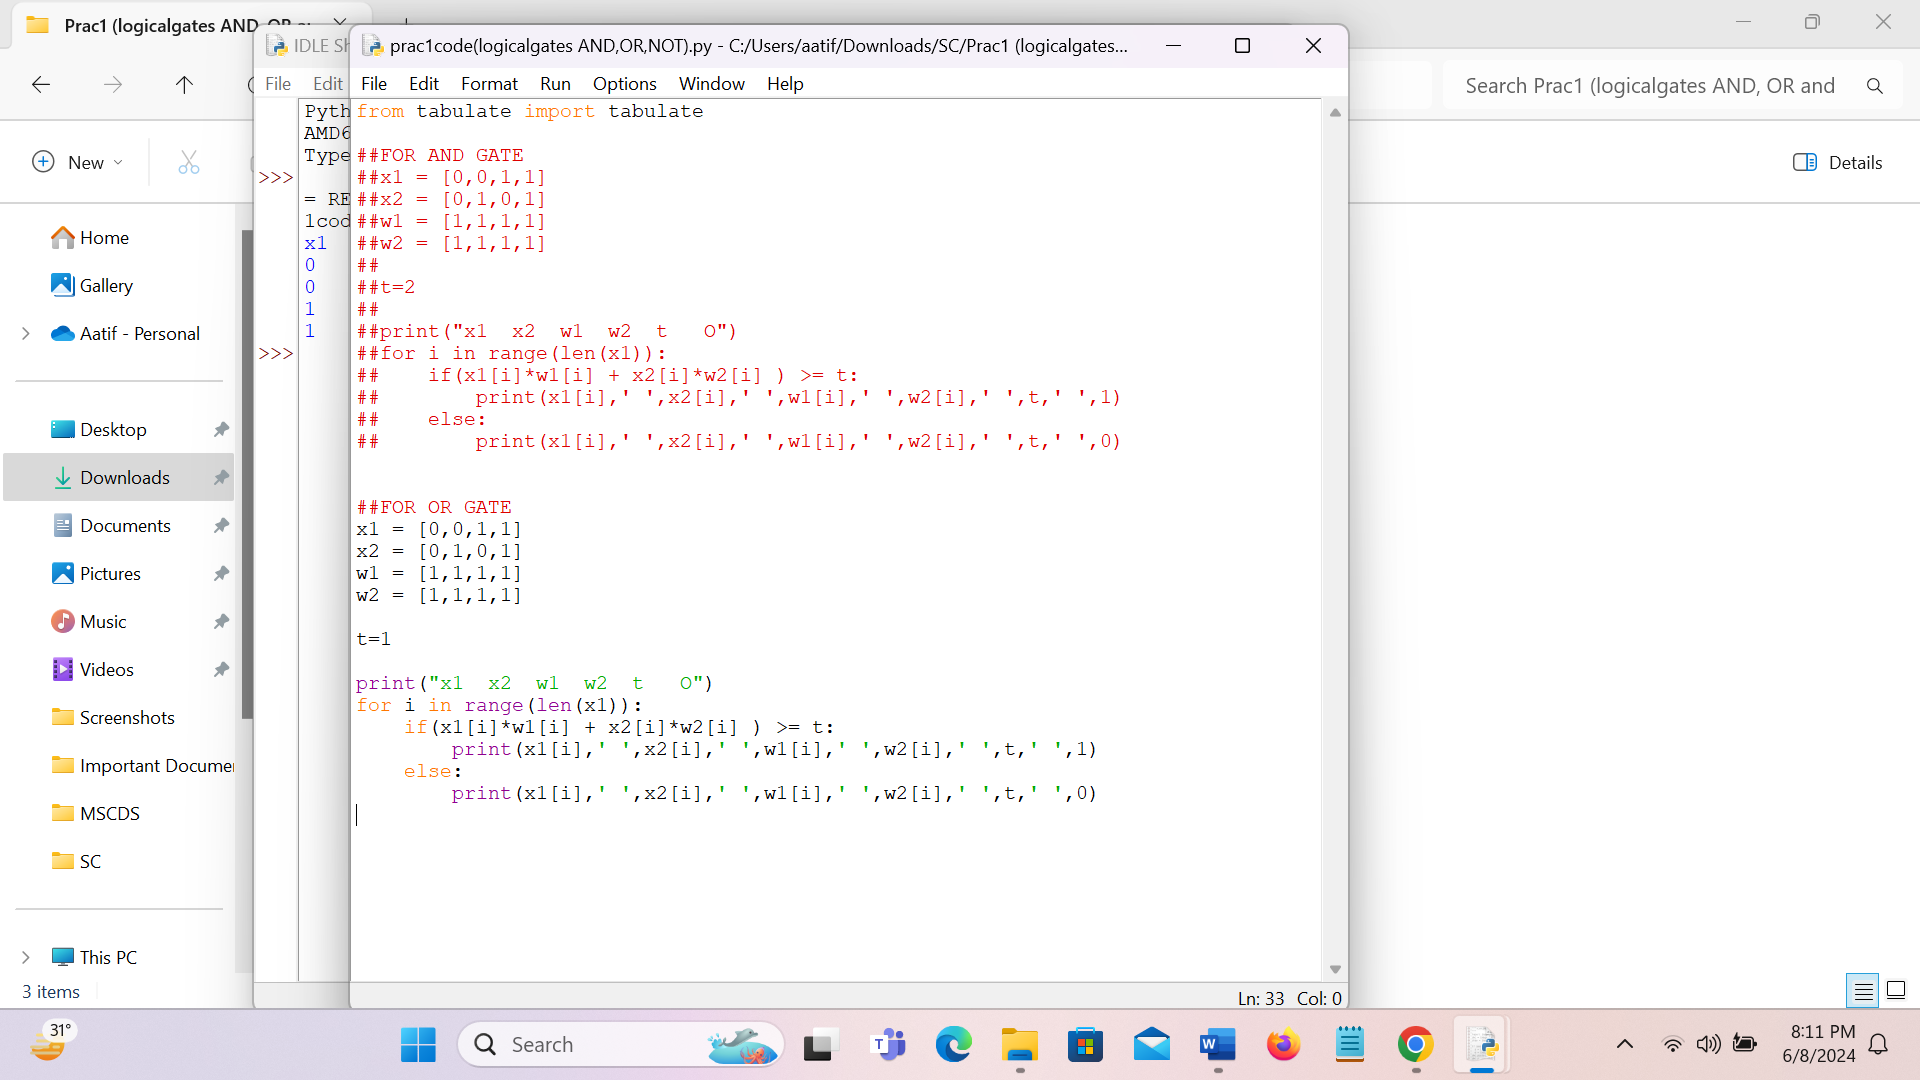 Prac1 (logicalgates AND, OR a
Search Prac1 (logicalgates AND, OR and
New
Details
Home
Gallery
Aatif - Personal
Desktop
Downloads
Documents
Pictures
Music
Videos
Screenshots
Important Documer
MSCDS
SC
This PC
3 items
IDLE Sh
File Edit
Pyth
AMD6
Type
>>>
= RE
1cod
x1
0
0
1
1
>>>
prac1code(logicalgates AND,OR,NOT).py - C:/Users/aatif/Downloads/SC/Prac1 (logicalgates...
File Edit Format Run Options Window Help
from tabulate import tabulate
##FOR AND GATE
##x1 = [0,0,1,1]
##x2 = [0,1,0,1]
##w1 = [1,1,1,1]
##w2 = [1,1,1,1]
##
##t=2
##
##print("x1  x2  w1  w2  t   O")
##for i in range(len(x1)):
##    if(x1[i]*w1[i] + x2[i]*w2[i] ) >= t:
##        print(x1[i],' ',x2[i],' ',w1[i],' ',w2[i],' ',t,' ',1)
##    else:
##        print(x1[i],' ',x2[i],' ',w1[i],' ',w2[i],' ',t,' ',0)
##FOR OR GATE
x1 = [0,0,1,1]
x2 = [0,1,0,1]
w1 = [1,1,1,1]
w2 = [1,1,1,1]
t=1
print("x1  x2  w1  w2  t   O")
for i in range(len(x1)):
    if(x1[i]*w1[i] + x2[i]*w2[i] ) >= t:
        print(x1[i],' ',x2[i],' ',w1[i],' ',w2[i],' ',t,' ',1)
    else:
        print(x1[i],' ',x2[i],' ',w1[i],' ',w2[i],' ',t,' ',0)
Ln: 33 Col: 0
31°
Search
8:11 PM
6/8/2024